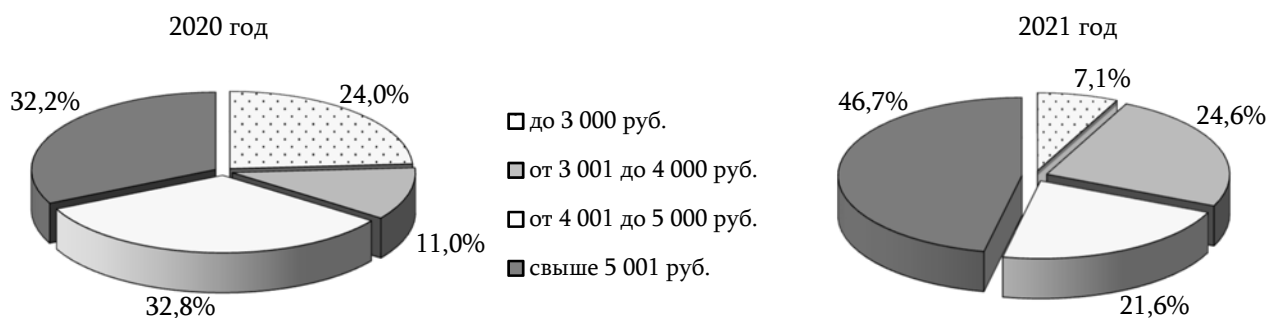 2020 год
32,2%
24,0%
11,0%
32,8%
до 3 000 руб.
от 3 001 до 4 000 руб.
от 4 001 до 5 000 руб.
свыше 5 001 руб.
2021 год
7,1%
46,7%
24,6%
21,6%